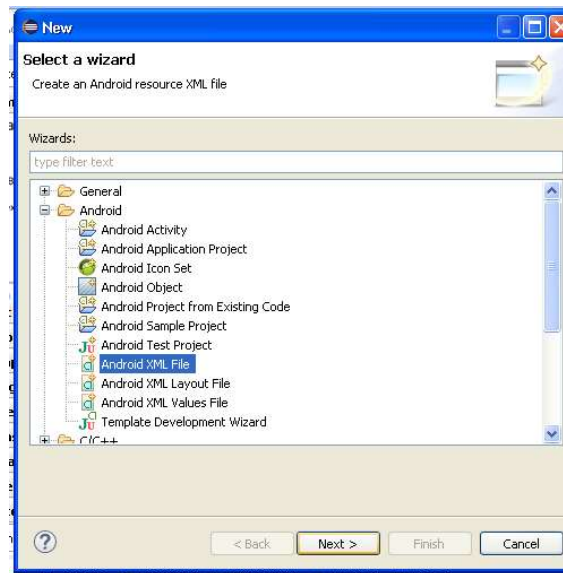 New
Select a wizard
Create an Android resource XML file
Wizards:
type filter text
General
Android
Android Activity
Android Application Project
Android Icon Set
Android Object
Android Project from Existing Code
Android Sample Project
Android Test Project
Android XML File
Android XML Layout File
Android XML Values File
Template Development Wizard
C/C++
< Back Next > Finish Cancel